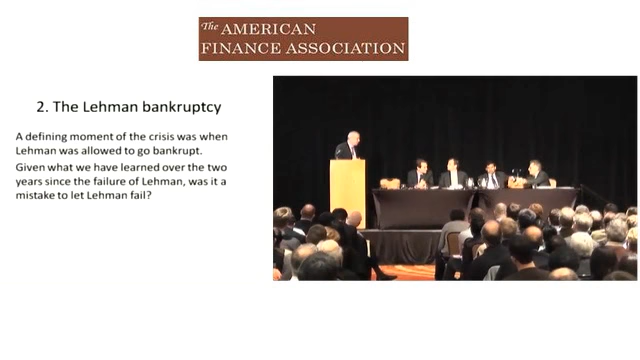 The AMERICAN
FINANCE ASSOCIATION
2. The Lehman bankruptcy
A defining moment of the crisis was when
Lehman was allowed to go bankrupt.
Given what we have learned over the two
years since the failure of Lehman, was it a
mistake to let Lehman fail?